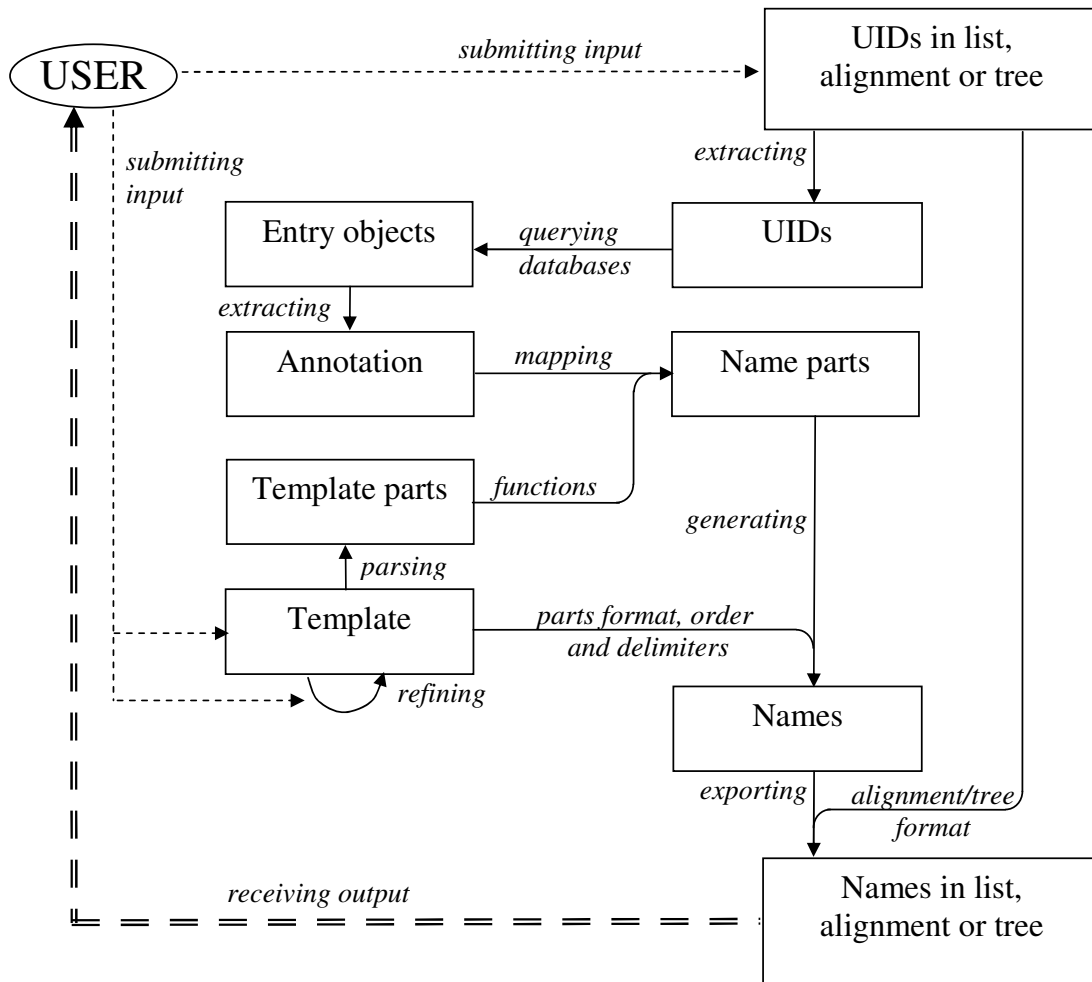 USER
submitting input
UIDs in list,
alignment or tree
submitting
input
extracting
Entry objects
querying
databases
UIDs
extracting
Annotation
mapping
Name parts
Template parts
functions
generating
parsing
Template
parts format, order
and delimiters
refining
Names
exporting
alignment/tree
format
receiving output
Names in list,
alignment or tree